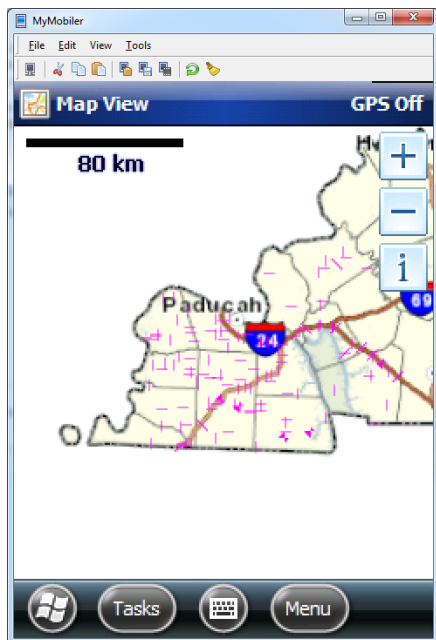 MyMobiler
File Edit View Tools
Map View GPS Off
80 km
+
−
i
Paducah
24
69
Tasks Menu